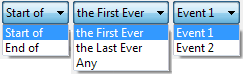 Start of the First Ever Event 1
Start of the First Ever Event 1
End of the Last Ever Event 2
Any